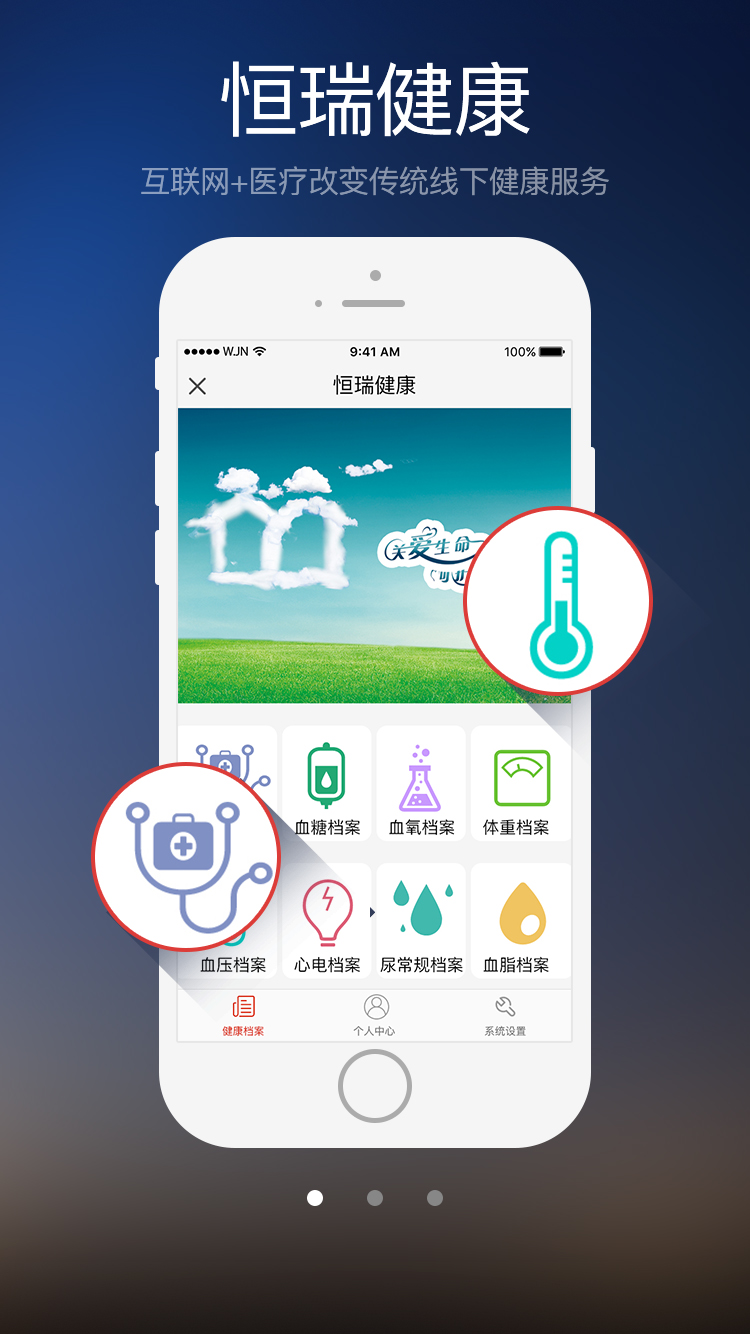 恒瑞健康
互联网+医疗改变传统线下健康服务
WJN 9:41 AM 100%
恒瑞健康
关爱生命
血糖档案 血氧档案 体重档案
血压档案 心电档案 尿常规档案 血脂档案
健康档案 个人中心 系统设置